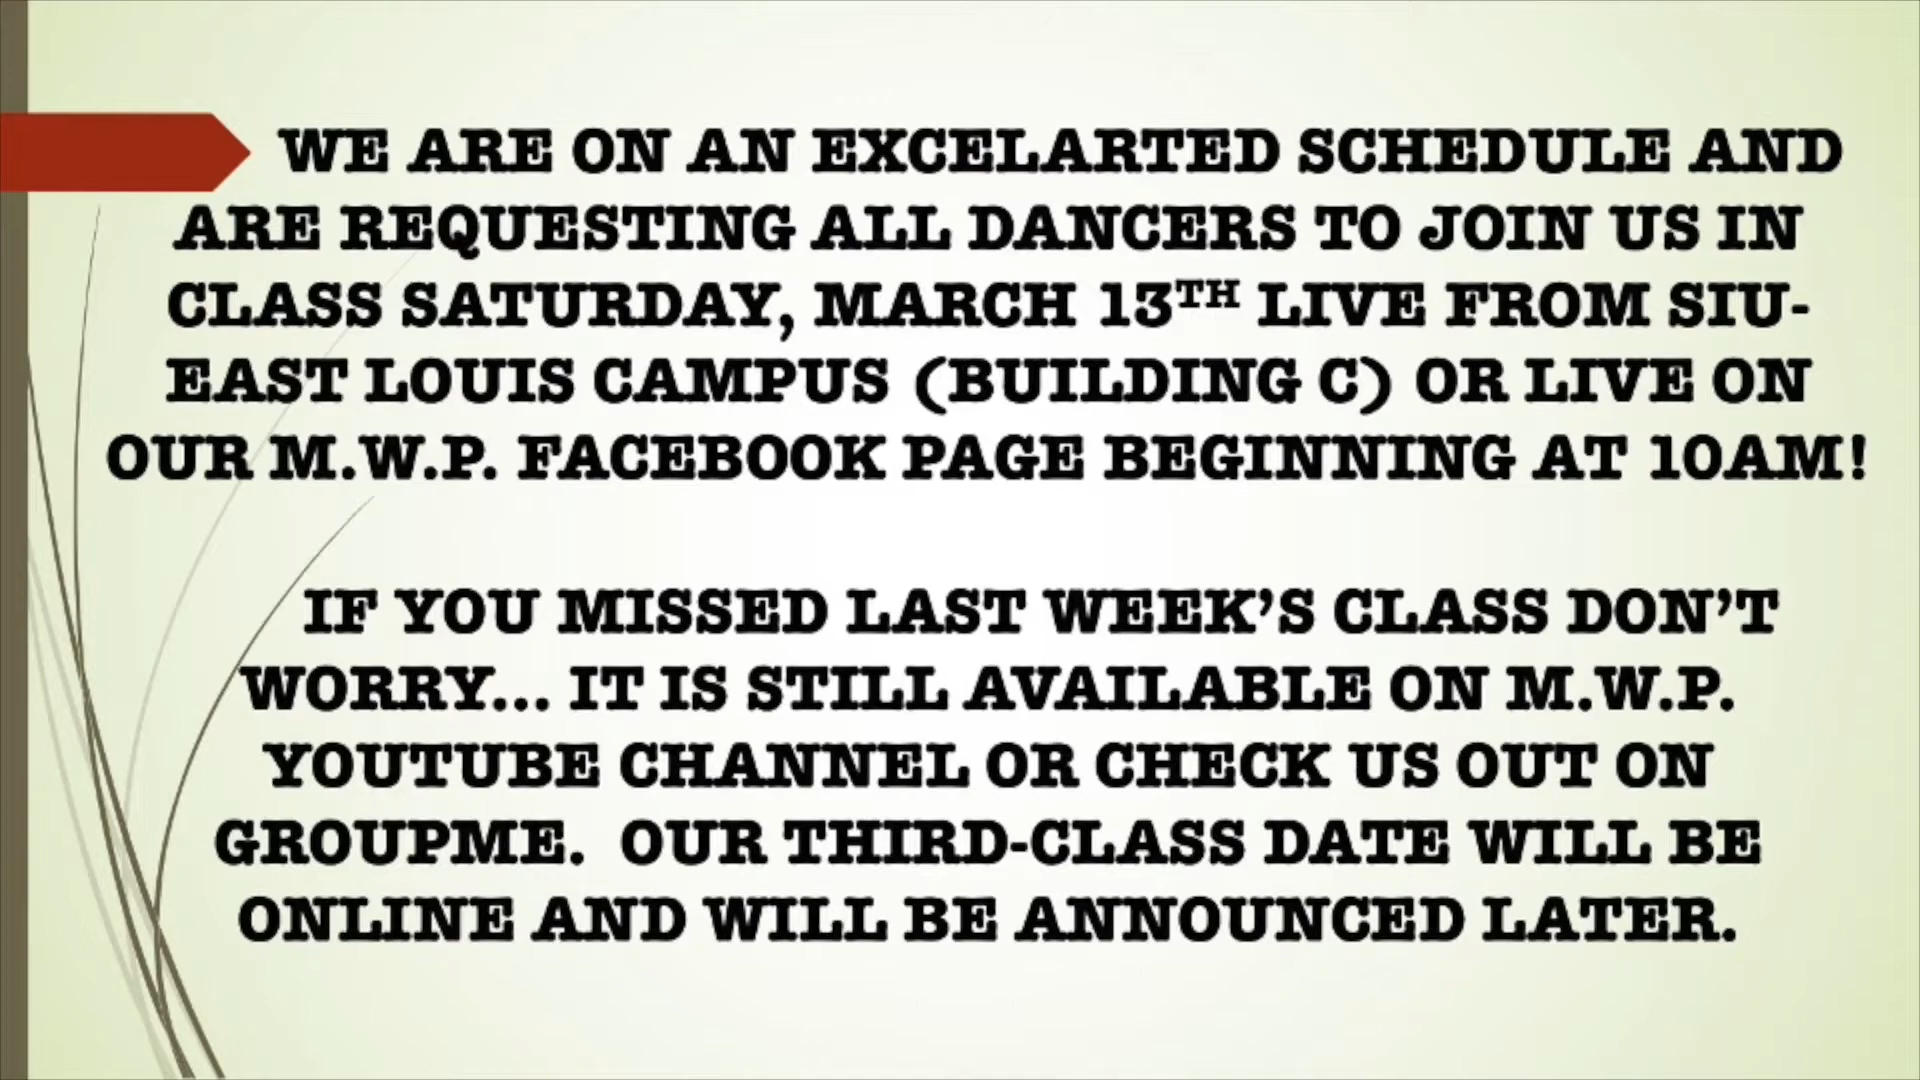 WE ARE ON AN EXCELARTED SCHEDULE AND
ARE REQUESTING ALL DANCERS TO JOIN US IN
CLASS SATURDAY, MARCH 13TH LIVE FROM SIU-
EAST LOUIS CAMPUS (BUILDING C) OR LIVE ON
OUR M.W.P. FACEBOOK PAGE BEGINNING AT 10AM!
IF YOU MISSED LAST WEEK’S CLASS DON’T
WORRY... IT IS STILL AVAILABLE ON M.W.P.
YOUTUBE CHANNEL OR CHECK US OUT ON
GROUPME. OUR THIRD-CLASS DATE WILL BE
ONLINE AND WILL BE ANNOUNCED LATER.